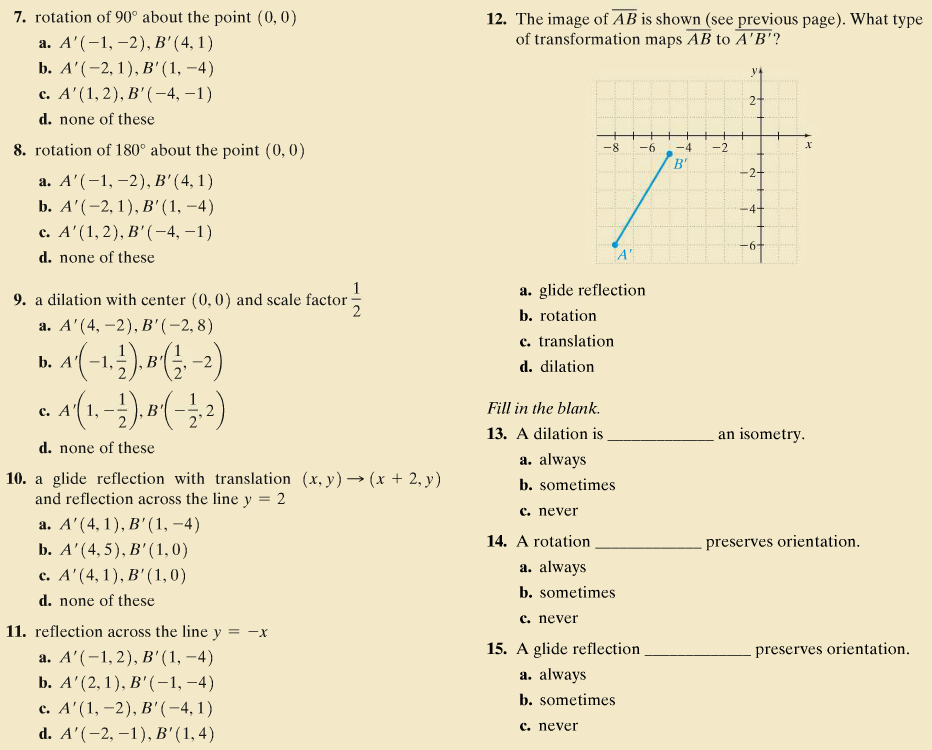 7. rotation of 90° about the point (0, 0)
a. A′(−1, −2), B′(4, 1)
b. A′(−2, 1), B′(1, −4)
c. A′(1, 2), B′(−4, −1)
d. none of these
8. rotation of 180° about the point (0, 0)
a. A′(−1, −2), B′(4, 1)
b. A′(−2, 1), B′(1, −4)
c. A′(1, 2), B′(−4, −1)
d. none of these
9. a dilation with center (0, 0) and scale factor 1/2
a. A′(4, −2), B′(−2, 8)
b. A′(−1, 1/2), B′(1/2, −2)
c. A′(1, −1/2), B′(−1/2, 2)
d. none of these
10. a glide reflection with translation (x, y) → (x + 2, y)
and reflection across the line y = 2
a. A′(4, 1), B′(1, −4)
b. A′(4, 5), B′(1, 0)
c. A′(4, 1), B′(1, 0)
d. none of these
11. reflection across the line y = −x
a. A′(−1, 2), B′(1, −4)
b. A′(2, 1), B′(−1, −4)
c. A′(1, −2), B′(−4, 1)
d. A′(−2, −1), B′(1, 4)
12. The image of A̅B̅ is shown (see previous page). What type
of transformation maps A̅B̅ to A̅′B̅′?
y
2
−8 −6 −4 −2 x
B′
−2
−4
−6
A′
a. glide reflection
b. rotation
c. translation
d. dilation
Fill in the blank.
13. A dilation is ____________ an isometry.
a. always
b. sometimes
c. never
14. A rotation ____________ preserves orientation.
a. always
b. sometimes
c. never
15. A glide reflection ____________ preserves orientation.
a. always
b. sometimes
c. never